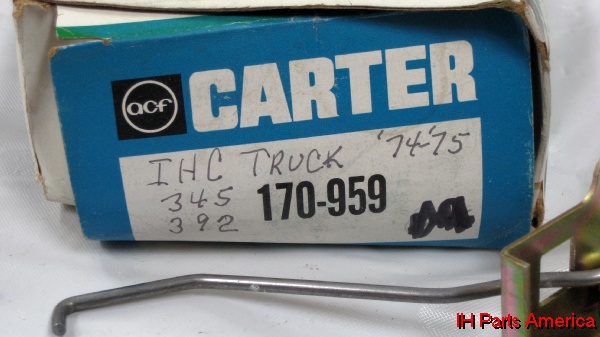 acf CARTER
IHC TRUCK '74-'75
345 170-959
392
IH Parts America